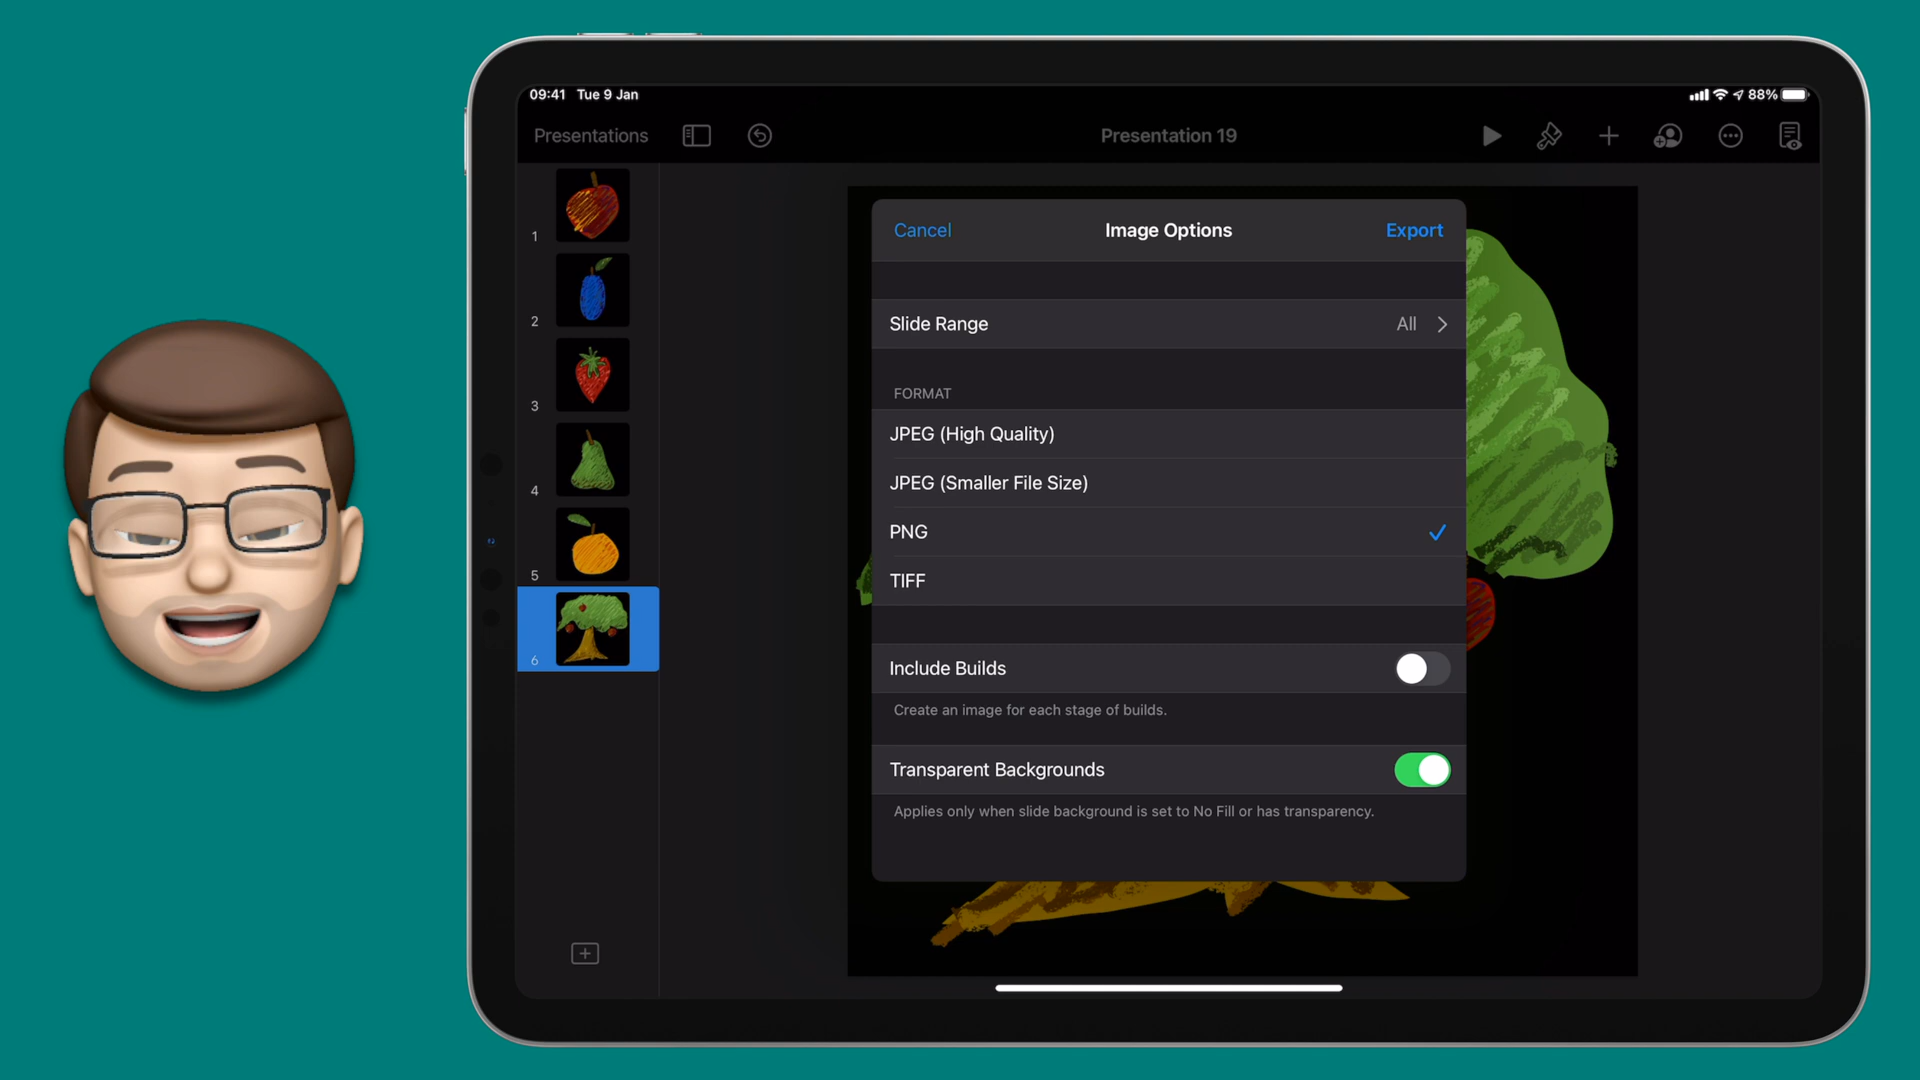 09:41 Tue 9 Jan
88%
Presentations
Presentation 19
1
2
3
4
5
6
Cancel
Image Options
Export
Slide Range
All
FORMAT
JPEG (High Quality)
JPEG (Smaller File Size)
PNG
TIFF
Include Builds
Create an image for each stage of builds.
Transparent Backgrounds
Applies only when slide background is set to No Fill or has transparency.